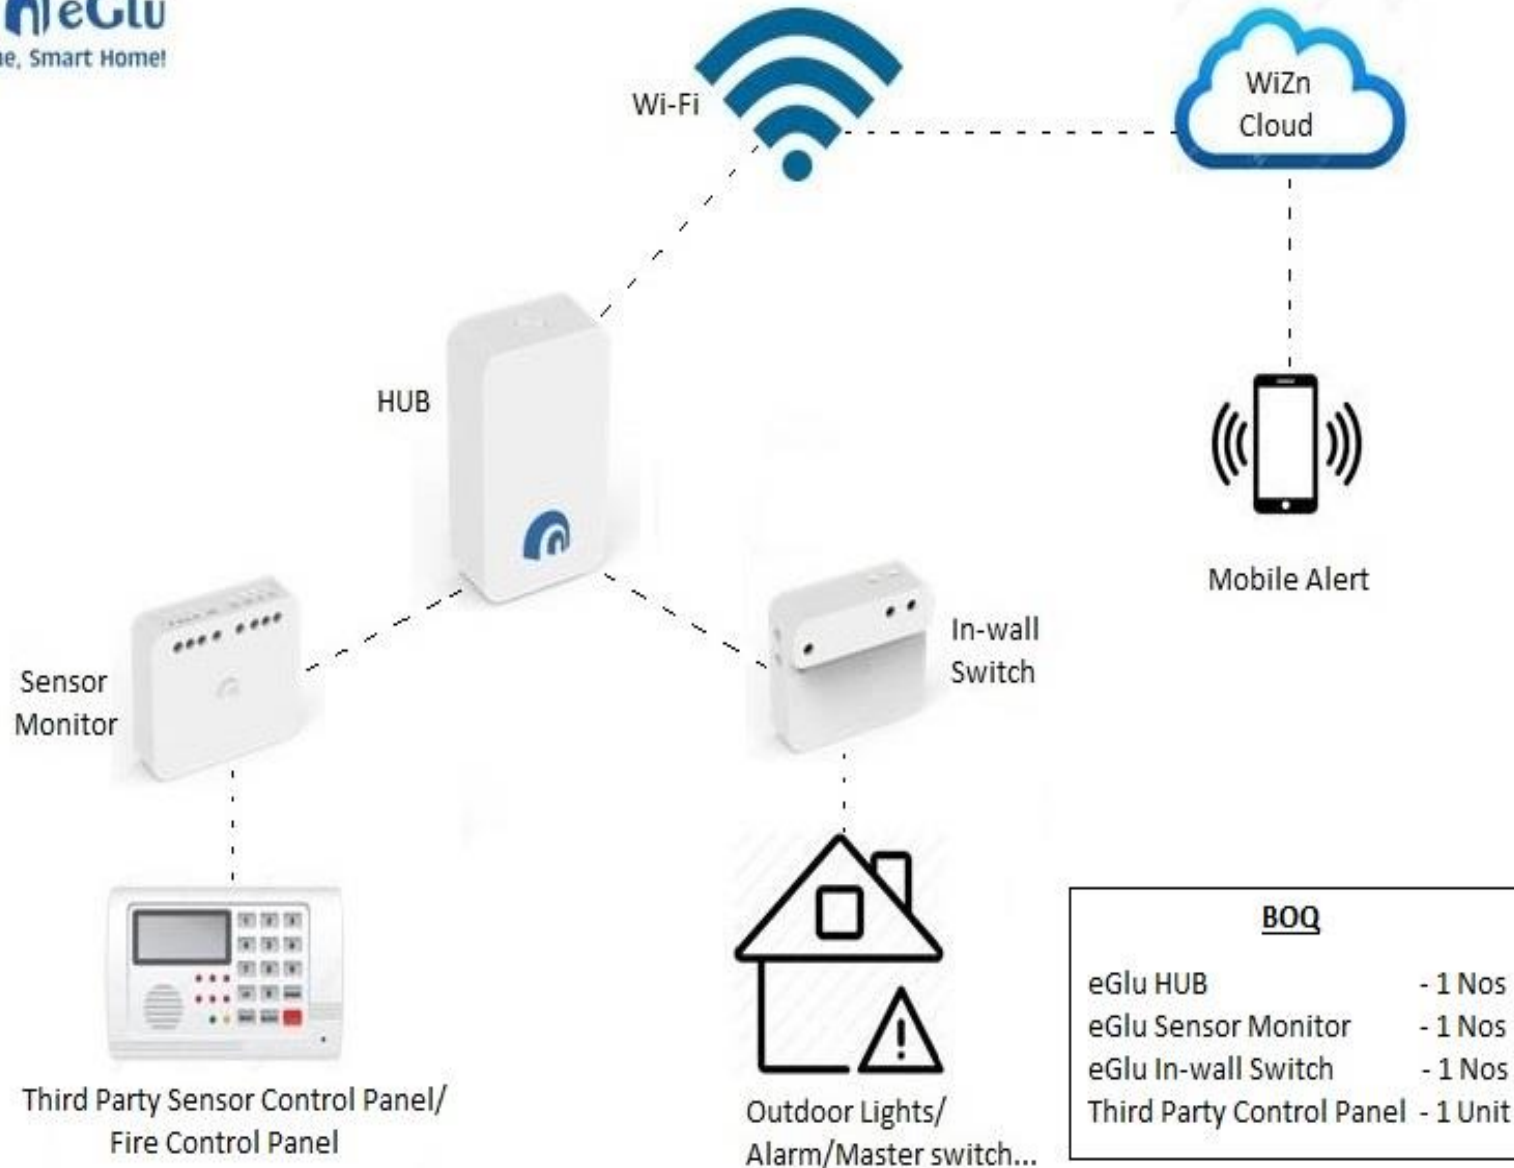 eGlu
e, Smart Home!
Wi-Fi
WiZn
Cloud
HUB
Mobile Alert
In-wall
Switch
Sensor
Monitor
Third Party Sensor Control Panel/
Fire Control Panel
Outdoor Lights/
Alarm/Master switch...
BOQ
eGlu HUB - 1 Nos
eGlu Sensor Monitor - 1 Nos
eGlu In-wall Switch - 1 Nos
Third Party Control Panel - 1 Unit